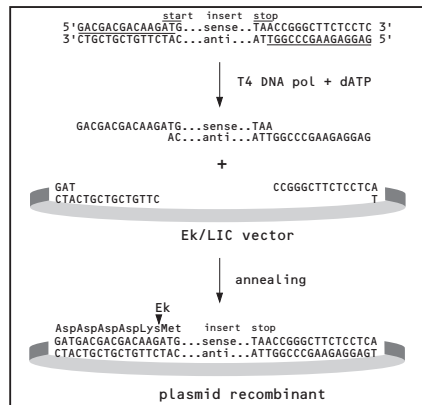 start insert stop
5'GACGACGACAAGATG...sense..TAACCGGGCTTCTCCTC 3'
3'CTGCTGCTGTTCTAC...anti...ATTGGCCCGAAGAGGAG 5'
T4 DNA pol + dATP
GACGACGACAAGATG...sense..TAA
AC...anti...ATTGGCCCGAAGAGGAG
+
GAT CCGGGCTTCTCCTCA
CTACTGCTGCTGTTC T
Ek/LIC vector
annealing
Ek
AspAspAspAspLysMet insert stop
GATGACGACGACAAGATG...sense..TAACCGGGCTTCTCCTCA
CTACTGCTGCTGTTCTAC...anti...ATTGGCCCGAAGAGGAGT
plasmid recombinant